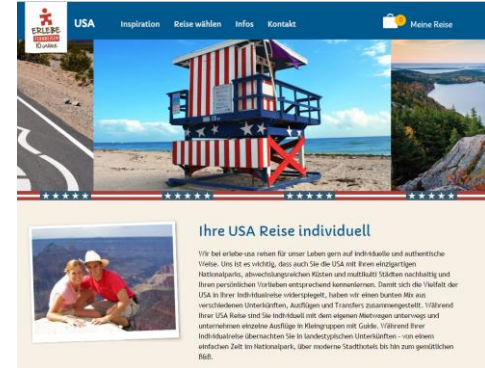 ERLEBE
FERNREISEN
10 JAHRE
USA
Inspiration Reise wählen Infos Kontakt
Meine Reise
Ihre USA Reise individuell
Wir bei erlebe-usa reisen für unser Leben gern auf individuelle und authentische
Weise. Uns ist es wichtig, dass auch Sie die USA mit ihren einzigartigen
Nationalparks, abwechslungsreichen Küsten und multikulti Städten nachhaltig und
Ihren persönlichen Vorlieben entsprechend kennenlernen. Damit sich die Vielfalt der
USA in Ihrer Individualreise widerspiegelt, haben wir einen bunten Mix aus
verschiedenen Unterkünften, Ausflügen und Transfers zusammengestellt. Während
Ihrer USA Reise sind Sie individuell mit dem eigenen Mietwagen unterwegs und
unternehmen einzelne Ausflüge in Kleingruppen mit Guide. Während Ihrer
Individualreise übernachten Sie in landestypischen Unterkünften - von einem
einfachen Zelt im Nationalpark, über moderne Stadthotels bis hin zum gemütlichen
B&B.